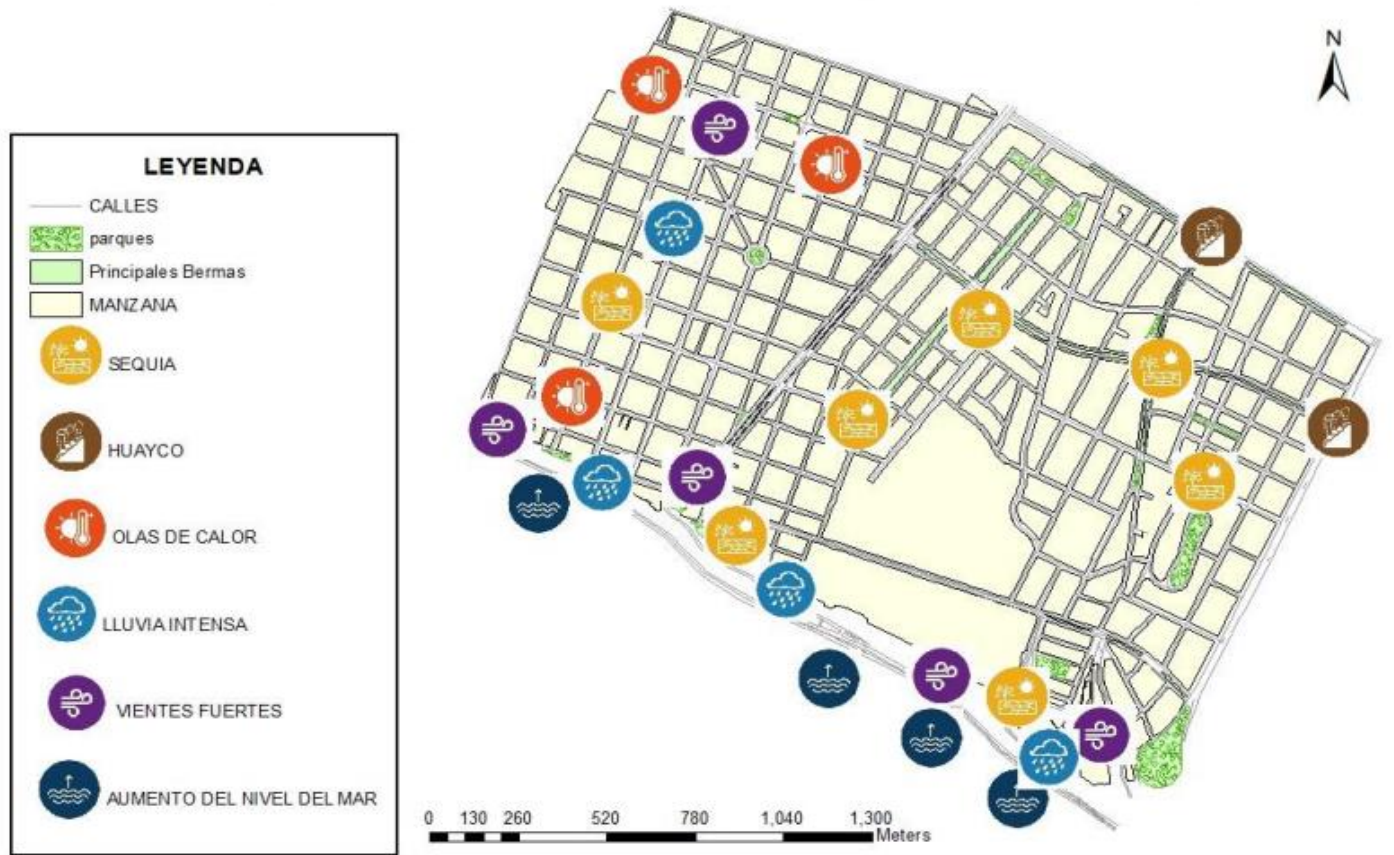 N
LEYENDA
CALLES
parques
Principales Bermas
MANZANA
SEQUIA
HUAYCO
OLAS DE CALOR
LLUVIA INTENSA
VIENTES FUERTES
AUMENTO DEL NIVEL DEL MAR
0 130 260 520 780 1,040 1,300
Meters